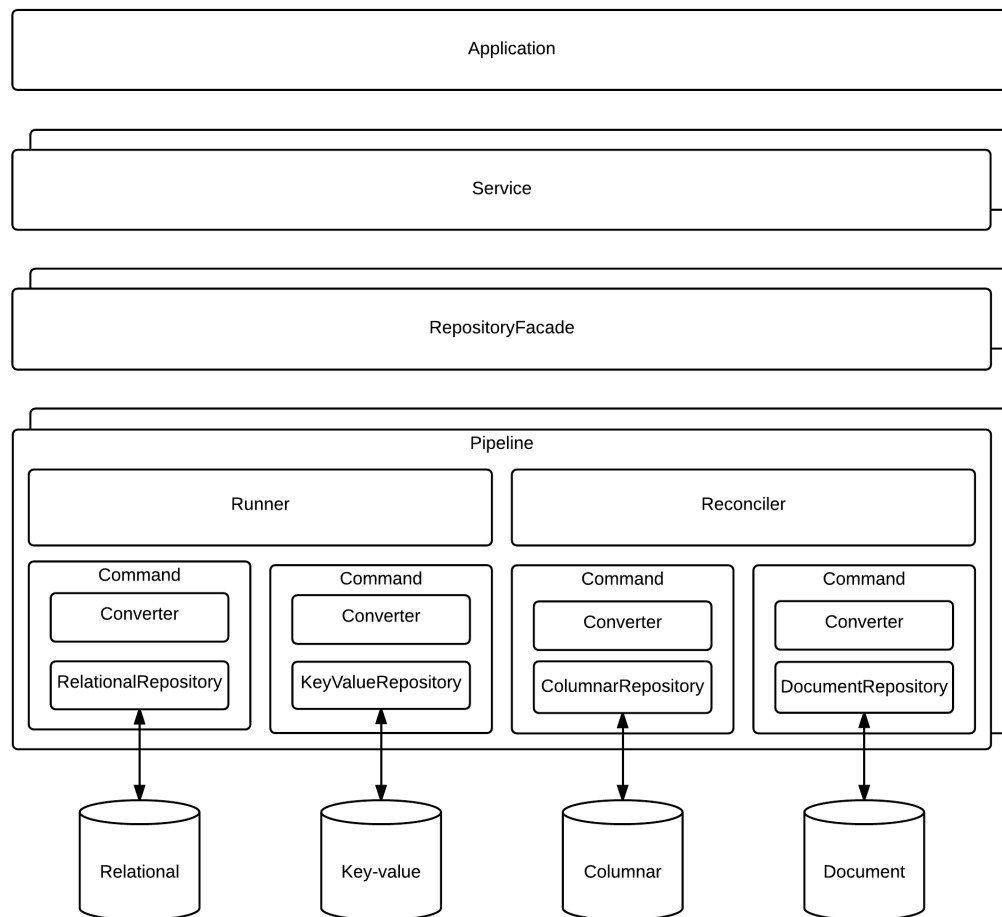 Application
Service
RepositoryFacade
Pipeline
Runner
Reconciler
Command
Converter
RelationalRepository
Command
Converter
KeyValueRepository
Command
Converter
ColumnarRepository
Command
Converter
DocumentRepository
Relational
Key-value
Columnar
Document